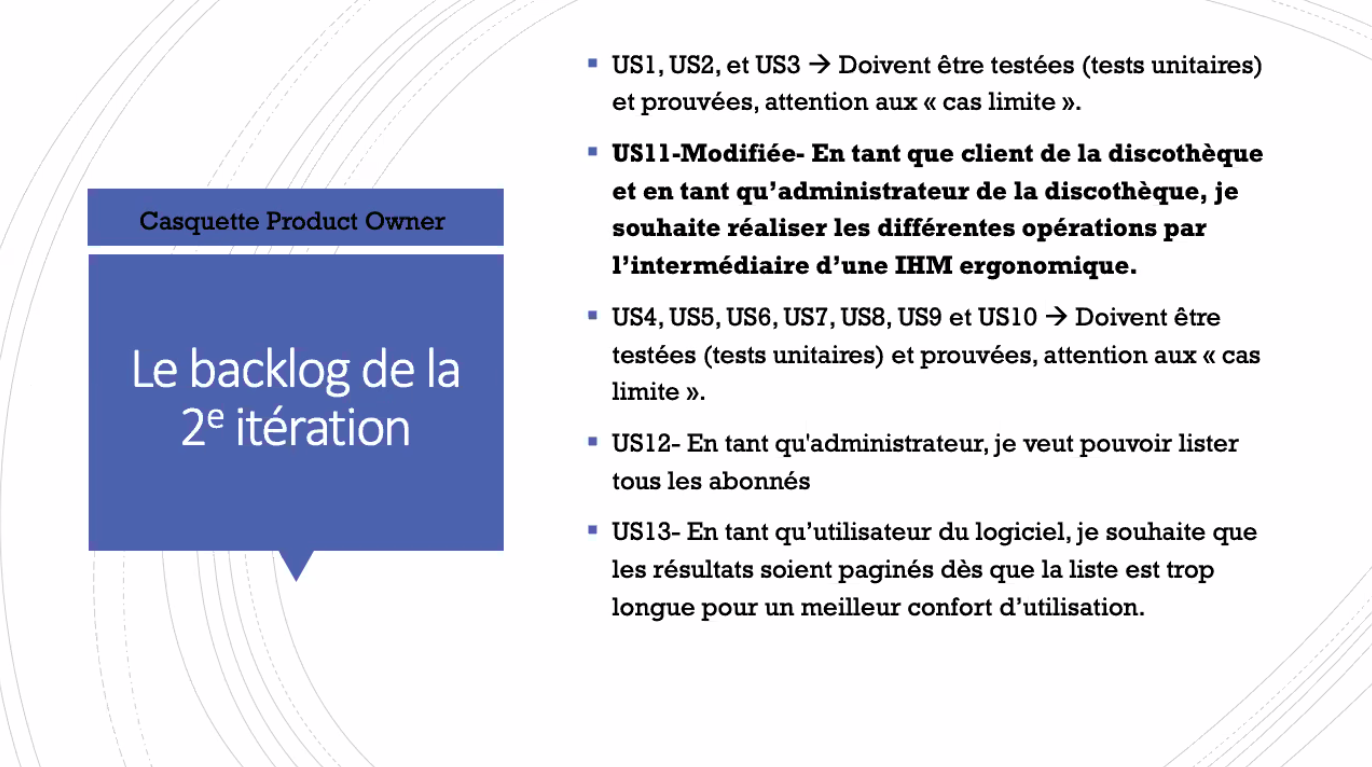 Casquette Product Owner
Le backlog de la
2e itération
▪ US1, US2, et US3 → Doivent être testées (tests unitaires)
et prouvées, attention aux « cas limite ».
▪ US11-Modifiée- En tant que client de la discothèque
et en tant qu’administrateur de la discothèque, je
souhaite réaliser les différentes opérations par
l’intermédiaire d’une IHM ergonomique.
▪ US4, US5, US6, US7, US8, US9 et US10 → Doivent être
testées (tests unitaires) et prouvées, attention aux « cas
limite ».
▪ US12- En tant qu'administrateur, je veut pouvoir lister
tous les abonnés
▪ US13- En tant qu’utilisateur du logiciel, je souhaite que
les résultats soient paginés dès que la liste est trop
longue pour un meilleur confort d’utilisation.